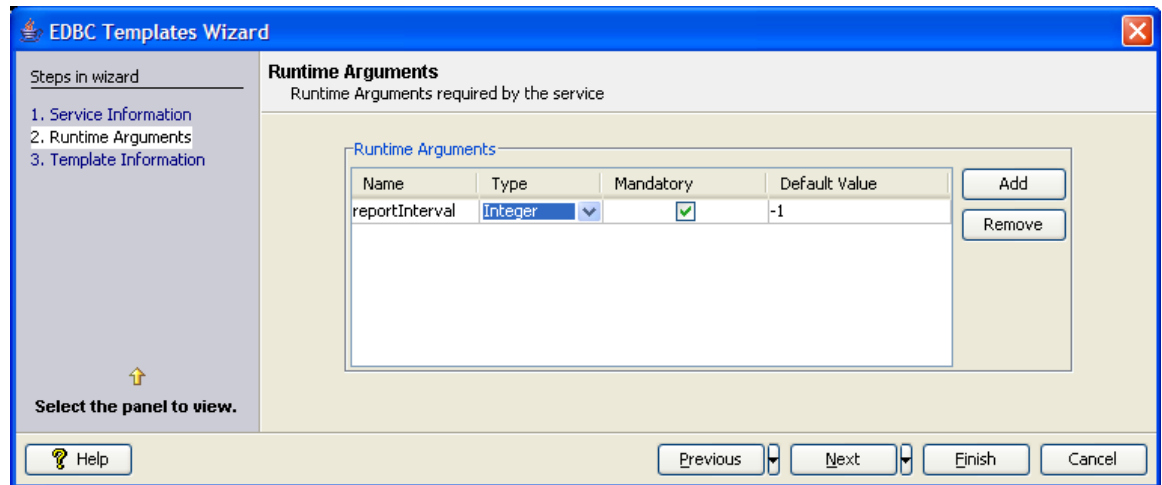 EDBC Templates Wizard
Steps in wizard
1. Service Information
2. Runtime Arguments
3. Template Information
Select the panel to view.
Runtime Arguments
Runtime Arguments required by the service
Runtime Arguments
Name Type Mandatory Default Value
reportInterval Integer -1
Add
Remove
Help Previous Next Finish Cancel